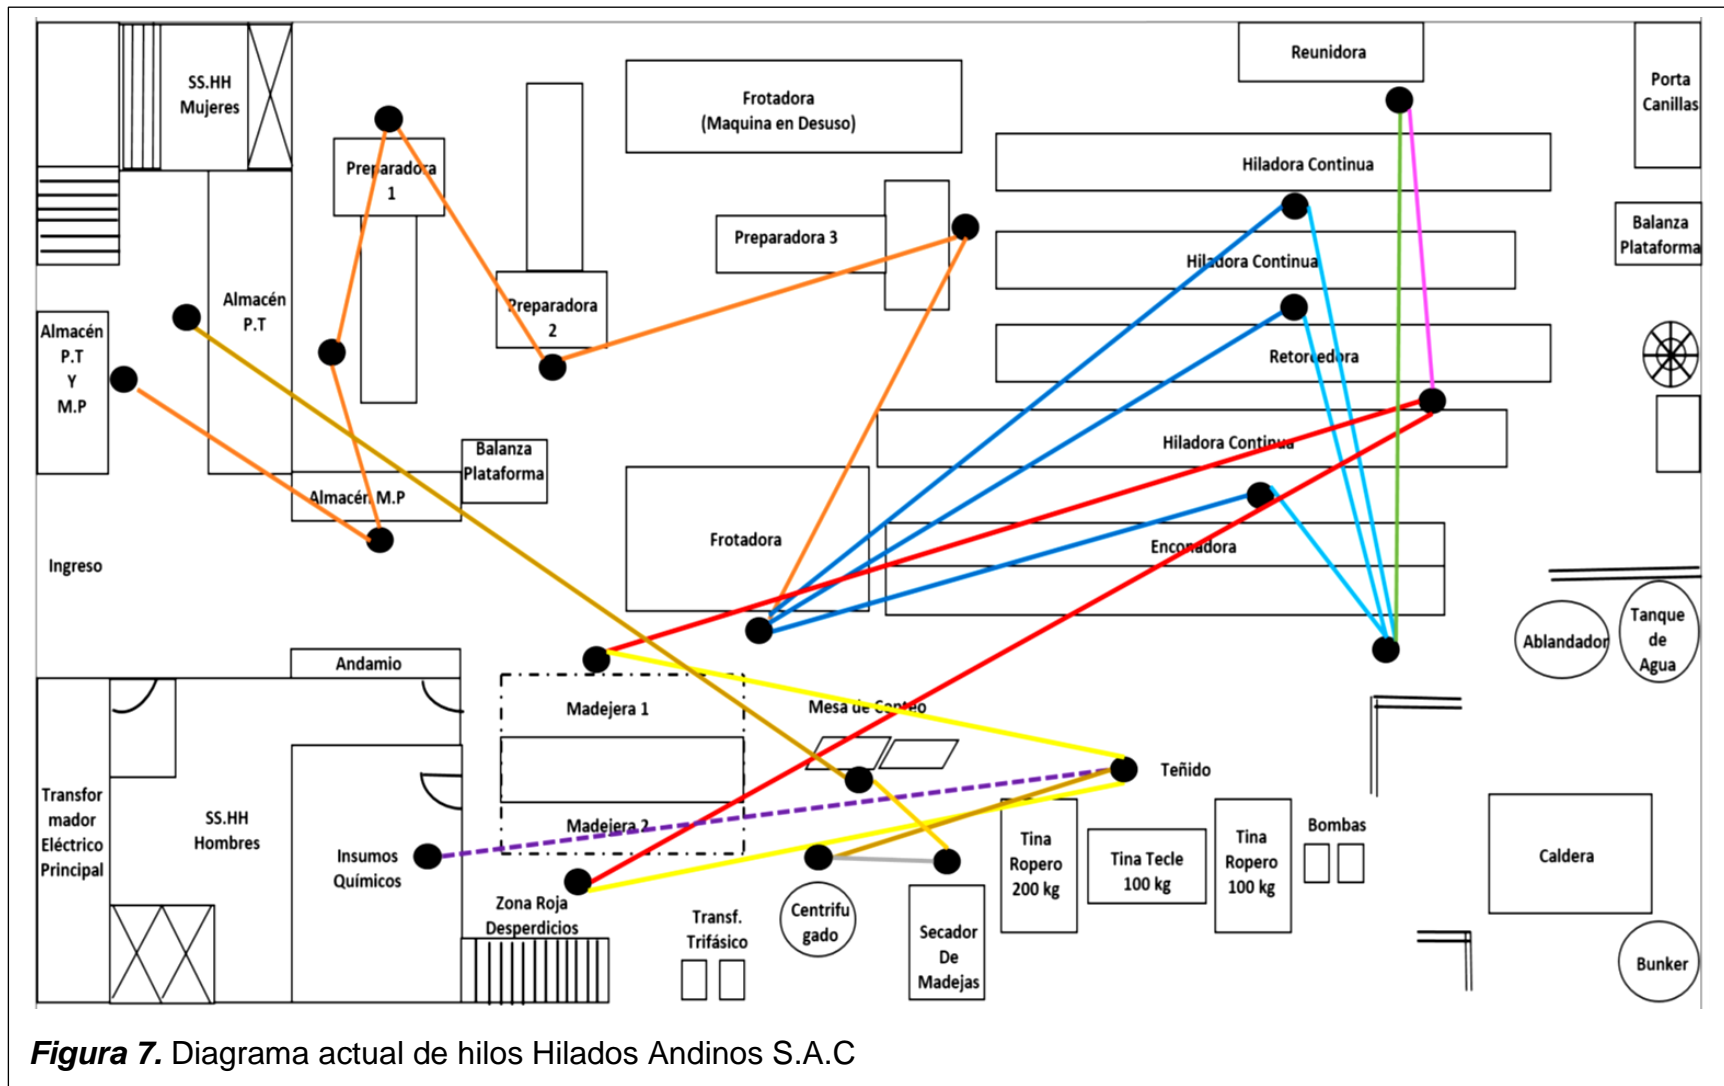 SS.HH
Mujeres
Preparadora
1
Frotadora
(Maquina en Desuso)
Reunidora
Porta
Canillas
Hiladora Continua
Preparadora 3
Balanza
Plataforma
Hiladora Continua
Almacén
P.T
Preparadora
2
Almacén
P.T
Y
M.P
Retorcedora
Hiladora Continua
Balanza
Plataforma
Almacén M.P
Frotadora
Enconadora
Ingreso
Ablandador
Tanque
de
Agua
Andamio
Madejera 1
Mesa de Conteo
Teñido
Transfor
mador
Eléctrico
Principal
SS.HH
Hombres
Madejera 2
Insumos
Químicos
Tina
Ropero
200 kg
Tina Tecle
100 kg
Tina
Ropero
100 kg
Bombas
Caldera
Zona Roja
Desperdicios
Transf.
Trifásico
Centrifu
gado
Secador
De
Madejas
Bunker
Figura 7. Diagrama actual de hilos Hilados Andinos S.A.C